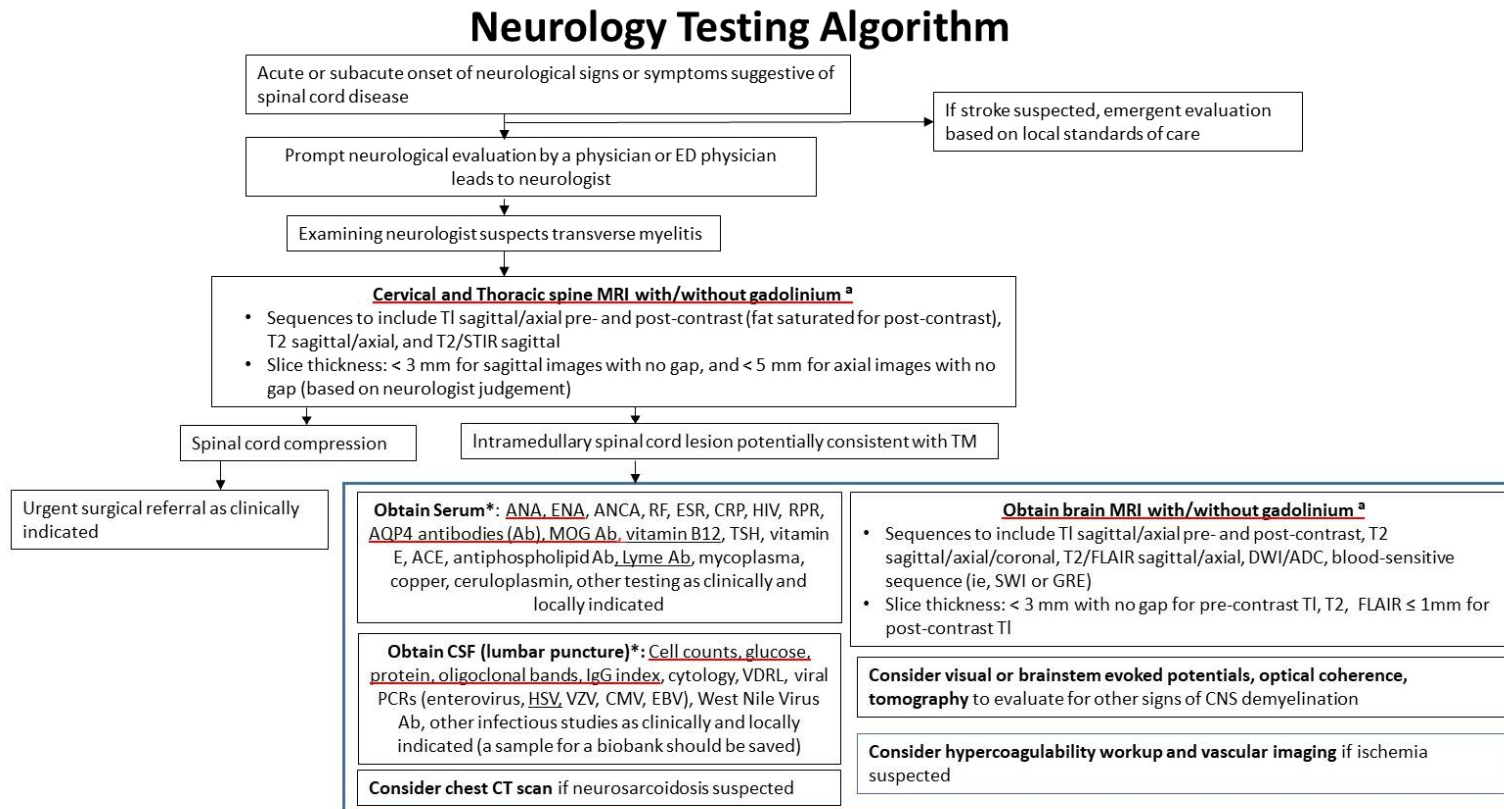 Neurology Testing Algorithm
Acute or subacute onset of neurological signs or symptoms suggestive of
spinal cord disease
If stroke suspected, emergent evaluation
based on local standards of care
Prompt neurological evaluation by a physician or ED physician
leads to neurologist
Examining neurologist suspects transverse myelitis
Cervical and Thoracic spine MRI with/without gadolinium ª
• Sequences to include Tl sagittal/axial pre- and post-contrast (fat saturated for post-contrast),
T2 sagittal/axial, and T2/STIR sagittal
• Slice thickness: < 3 mm for sagittal images with no gap, and < 5 mm for axial images with no
gap (based on neurologist judgement)
Spinal cord compression
Intramedullary spinal cord lesion potentially consistent with TM
Urgent surgical referral as clinically
indicated
Obtain Serum*: ANA, ENA, ANCA, RF, ESR, CRP, HIV, RPR,
AQP4 antibodies (Ab), MOG Ab, vitamin B12, TSH, vitamin
E, ACE, antiphospholipid Ab, Lyme Ab, mycoplasma,
copper, ceruloplasmin, other testing as clinically and
locally indicated
Obtain CSF (lumbar puncture)*: Cell counts, glucose,
protein, oligoclonal bands, IgG index, cytology, VDRL, viral
PCRs (enterovirus, HSV, VZV, CMV, EBV), West Nile Virus
Ab, other infectious studies as clinically and locally
indicated (a sample for a biobank should be saved)
Consider chest CT scan if neurosarcoidosis suspected
Obtain brain MRI with/without gadolinium ª
• Sequences to include Tl sagittal/axial pre- and post-contrast, T2
sagittal/axial/coronal, T2/FLAIR sagittal/axial, DWI/ADC, blood-sensitive
sequence (ie, SWI or GRE)
• Slice thickness: < 3 mm with no gap for pre-contrast Tl, T2, FLAIR ≤ 1mm for
post-contrast Tl
Consider visual or brainstem evoked potentials, optical coherence,
tomography to evaluate for other signs of CNS demyelination
Consider hypercoagulability workup and vascular imaging if ischemia
suspected